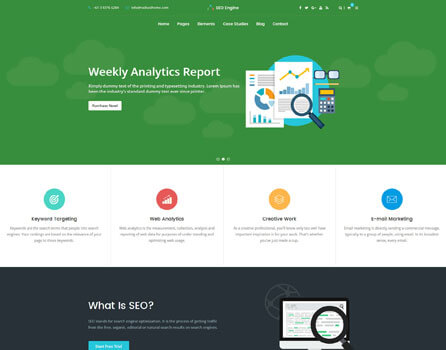 +61 3 8376 6284
info@radiusthome.com
SEO Engine
Home Pages Elements Case Studies Blog Contact
Weekly Analytics Report
Simply dummy text of the printing and typesetting industry. Lorem Ipsum has
been the industry's standard dummy text ever since printer.
Purchase Now!
Keyword Targeting
Keywords are the search terms that people into search
engines. Your rankings are based on the relevance of your
page to those keywords.
Web Analytics
Web analytics is the measurement, collection, analysis and
reporting of web data for purposes of under standing and
optimizing web usage.
Creative Work
As a creative professional, you'll know only too well how
important inspiration is for your work. That's whether
you're just made a cup.
E-mail Marketing
Email marketing is directly sending a commercial message,
typically to a group of people, using email. In its broadest
sense, every email.
What Is SEO?
SEO stands for search engine optimization. It is the process of getting traffic
from the free, organic, editorial or natural search results on search engines.
Start Free Trial